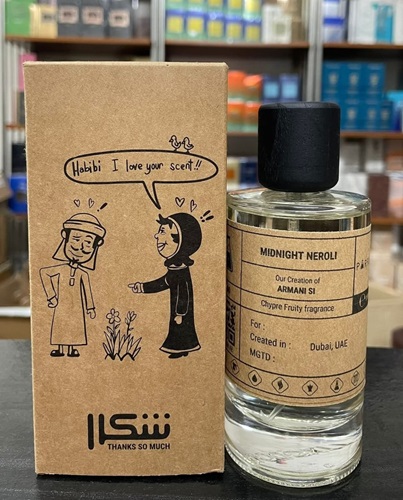 Habibi I love your scent!!
شكلا
THANKS SO MUCH
MIDNIGHT NEROLI
Our Creation of
ARMANI SI
Chypre Fruity fragrance
For :
Created in : Dubai, UAE
MGTD :